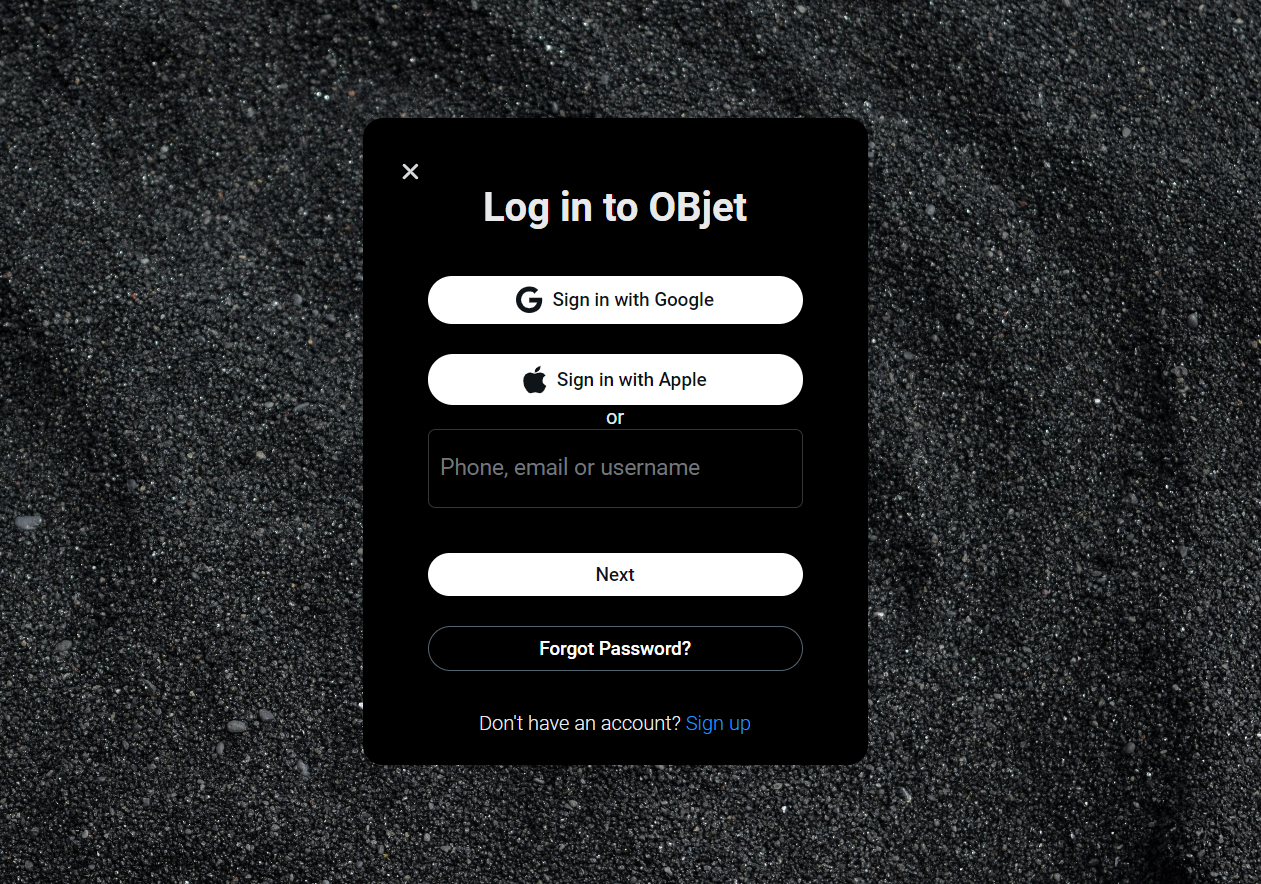 Log in to OBjet
Sign in with Google
Sign in with Apple
or
Phone, email or username
Next
Forgot Password?
Don't have an account? Sign up